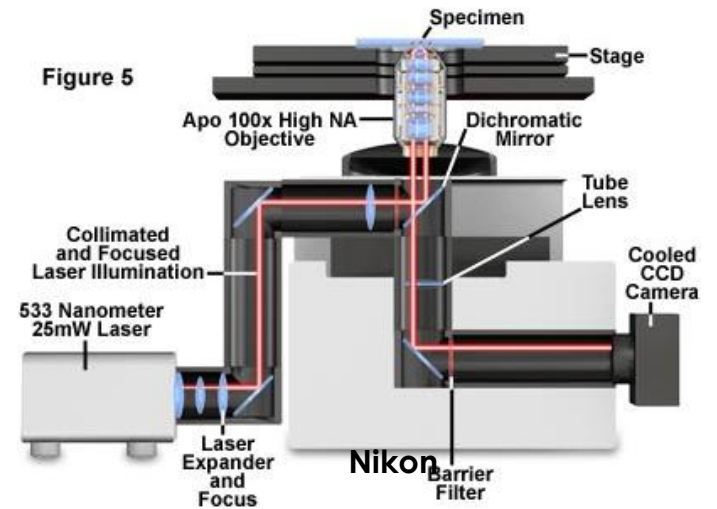 Specimen
Stage
Figure 5
Apo 100x High NA
Objective
Dichromatic
Mirror
Tube
Lens
Collimated
and Focused
Laser Illumination
Cooled
CCD
Camera
533 Nanometer
25mW Laser
Laser
Expander
and
Focus
Nikon
Barrier
Filter